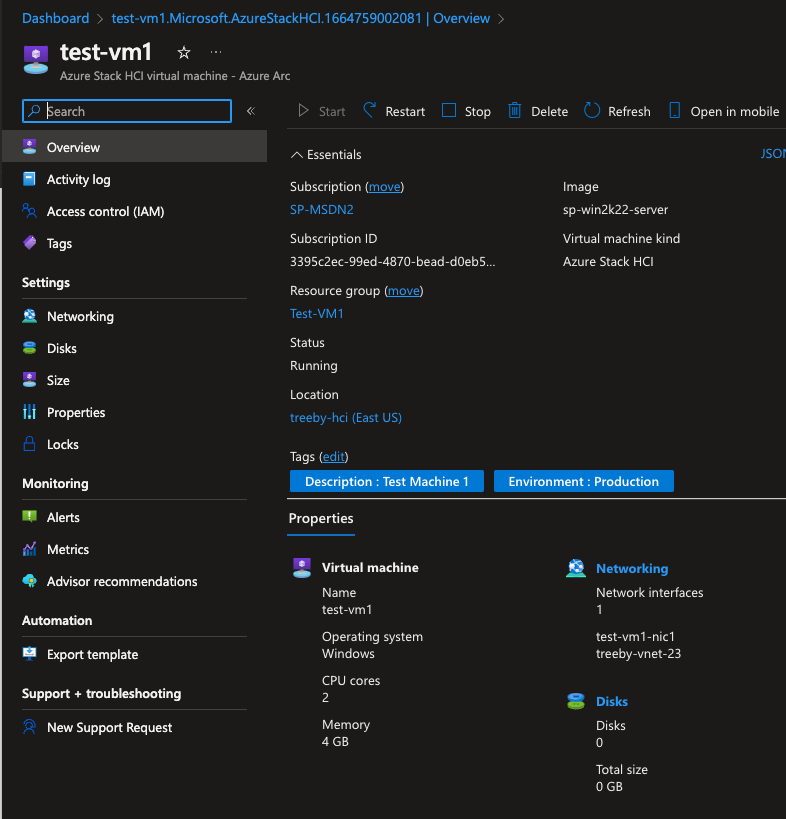 Dashboard > test-vm1.Microsoft.AzureStackHCI.1664759002081 | Overview >
test-vm1
Azure Stack HCI virtual machine - Azure Arc
Search
Start Restart Stop Delete Refresh Open in mobile
Overview
Activity log
Access control (IAM)
Tags
Settings
Networking
Disks
Size
Properties
Locks
Monitoring
Alerts
Metrics
Advisor recommendations
Automation
Export template
Support + troubleshooting
New Support Request
Essentials
JSON
Subscription (move)
SP-MSDN2
Subscription ID
3395c2ec-99ed-4870-bead-d0eb5...
Resource group (move)
Test-VM1
Status
Running
Location
treeby-hci (East US)
Image
sp-win2k22-server
Virtual machine kind
Azure Stack HCI
Tags (edit)
Description : Test Machine 1
Environment : Production
Properties
Virtual machine
Name
test-vm1
Operating system
Windows
CPU cores
2
Memory
4 GB
Networking
Network interfaces
1
test-vm1-nic1
treeby-vnet-23
Disks
Disks
0
Total size
0 GB